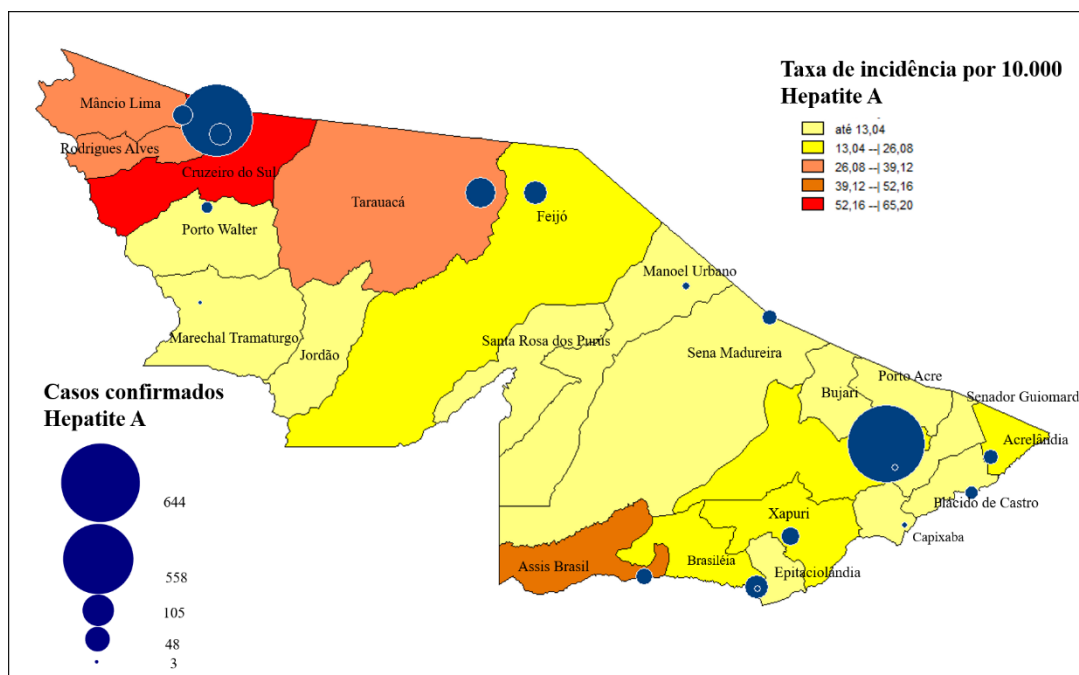 Taxa de incidência por 10.000
Hepatite A
até 13,04
13,04 --| 26,08
26,08 --| 39,12
39,12 --| 52,16
52,16 --| 65,20
Mâncio Lima
Rodrigues Alves
Cruzeiro do Sul
Tarauacá
Feijó
Porto Walter
Manoel Urbano
Marechal Tramaturgo
Jordão
Santa Rosa dos Purús
Sena Madureira
Bujari
Porto Acre
Senador Guiomard
Acrelândia
Plácido de Castro
Xapuri
Capixaba
Assis Brasil
Brasiléia
Epitaciolândia
Casos confirmados
Hepatite A
644
558
105
48
3